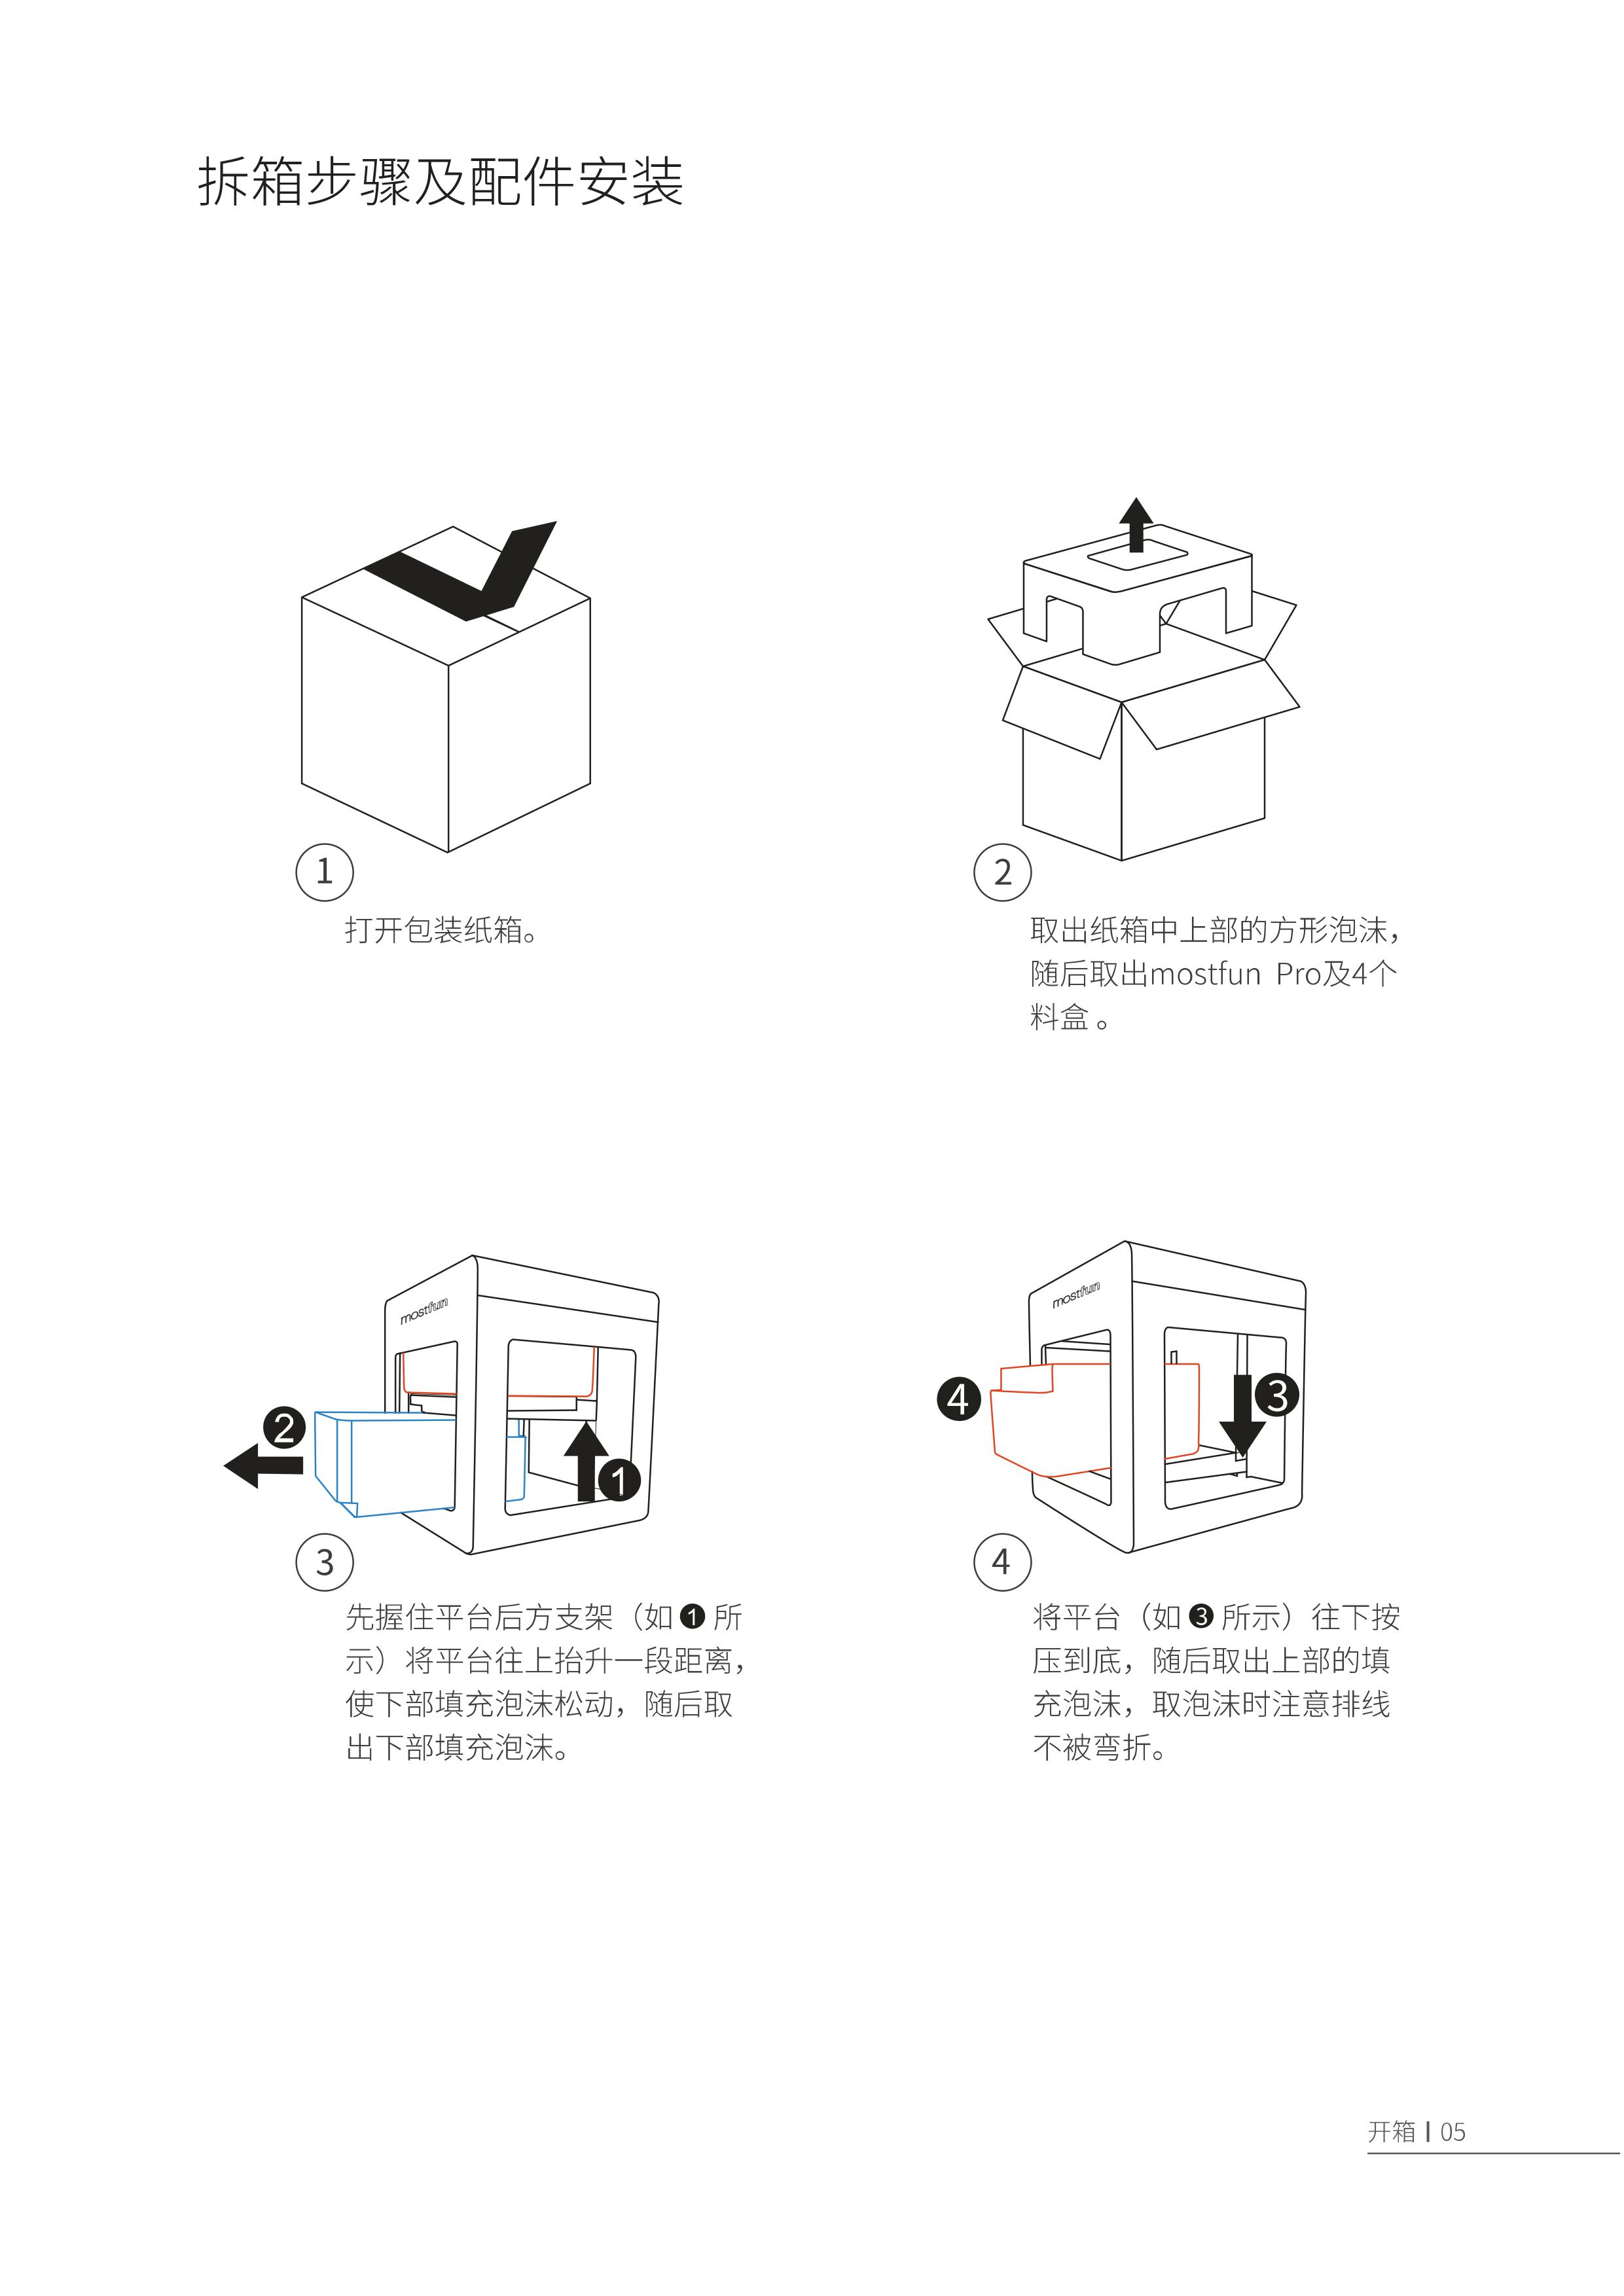 拆箱步骤及配件安装
1
打开包装纸箱。
2
取出纸箱中上部的方形泡沫，
随后取出mostfun Pro及4个
料盒 。
mostfun
2
1
3
先握住平台后方支架（如 ❶ 所
示）将平台往上抬升一段距离，
使下部填充泡沫松动，随后取
出下部填充泡沫。
mostfun
4
3
4
将平台（如 ❸ 所示）往下按
压到底，随后取出上部的填
充泡沫，取泡沫时注意排线
不被弯折。
开箱 | 05